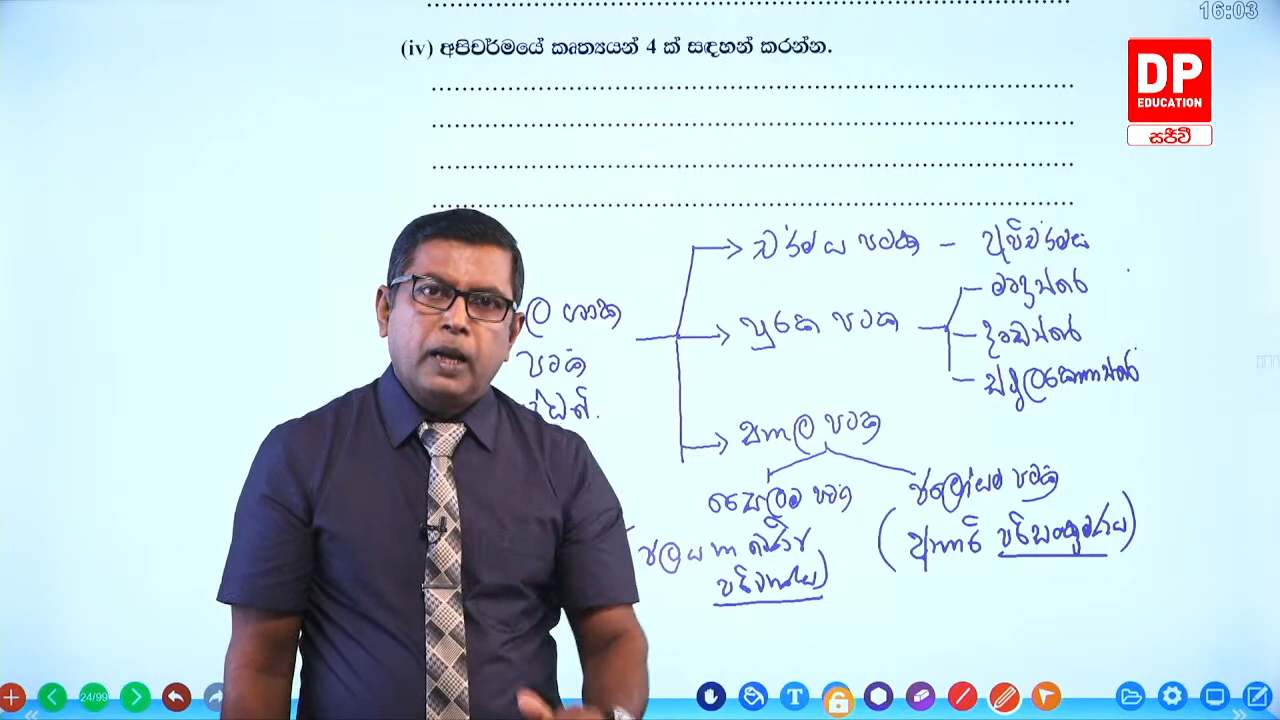 16:03
(iv) අපිචර්මයේ කෘත්‍යයන් 4 ක් සඳහන් කරන්න.
DP
EDUCATION
සජීවී
චර්මය පටක – අපිචර්මය
මෘදුස්තර
ශාක
පූරක පටක
දෘඪස්තර
පටක
ස්ථුලකෝනාස්තර
සනාල පටක
ශෛලම පටක
ප්ලෝයම පටක
ජලය හා
(ආහාර පරිසංක්‍රමණය)
පරිවහනය)
24/99